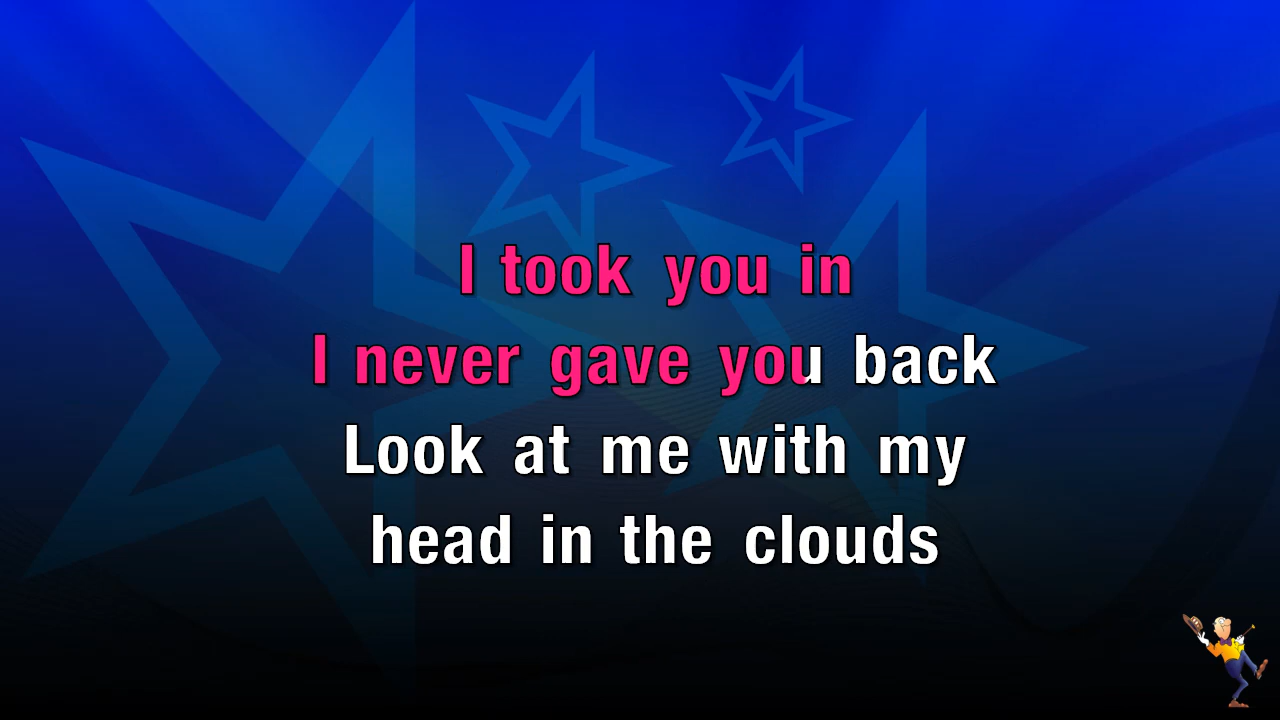 I took you in
I never gave you back
Look at me with my
head in the clouds